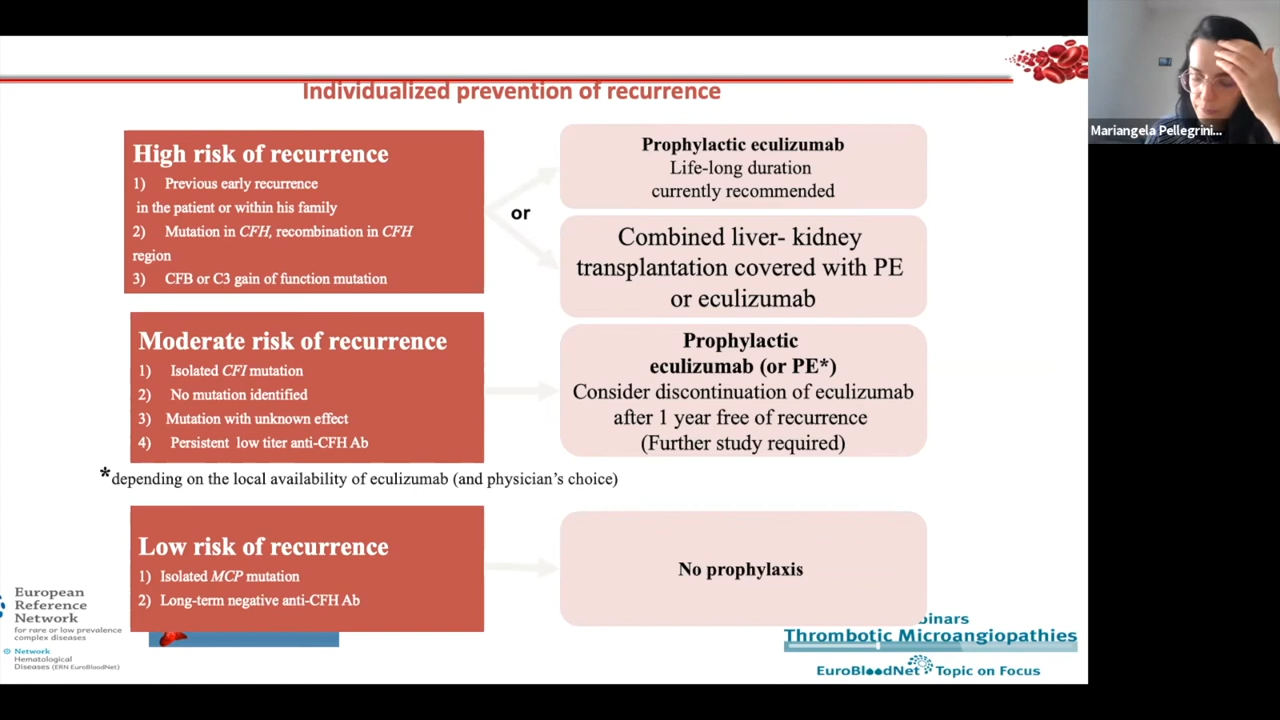 Individualized prevention of recurrence
High risk of recurrence
1) Previous early recurrence
in the patient or within his family
2) Mutation in CFH, recombination in CFH
region
3) CFB or C3 gain of function mutation
or
Prophylactic eculizumab
Life-long duration
currently recommended
Combined liver- kidney
transplantation covered with PE
or eculizumab
Moderate risk of recurrence
1) Isolated CFI mutation
2) No mutation identified
3) Mutation with unknown effect
4) Persistent low titer anti-CFH Ab
Prophylactic
eculizumab (or PE*)
Consider discontinuation of eculizumab
after 1 year free of recurrence
(Further study required)
*depending on the local availability of eculizumab (and physician's choice)
Low risk of recurrence
1) Isolated MCP mutation
2) Long-term negative anti-CFH Ab
No prophylaxis
European
Reference
Network
for rare or low prevalence
complex diseases
Network
Hematological
Diseases (ERN EuroBloodNet)
binars
Thrombotic Microangiopathies
EuroBloodNet Topic on Focus
Mariangela Pellegrini...